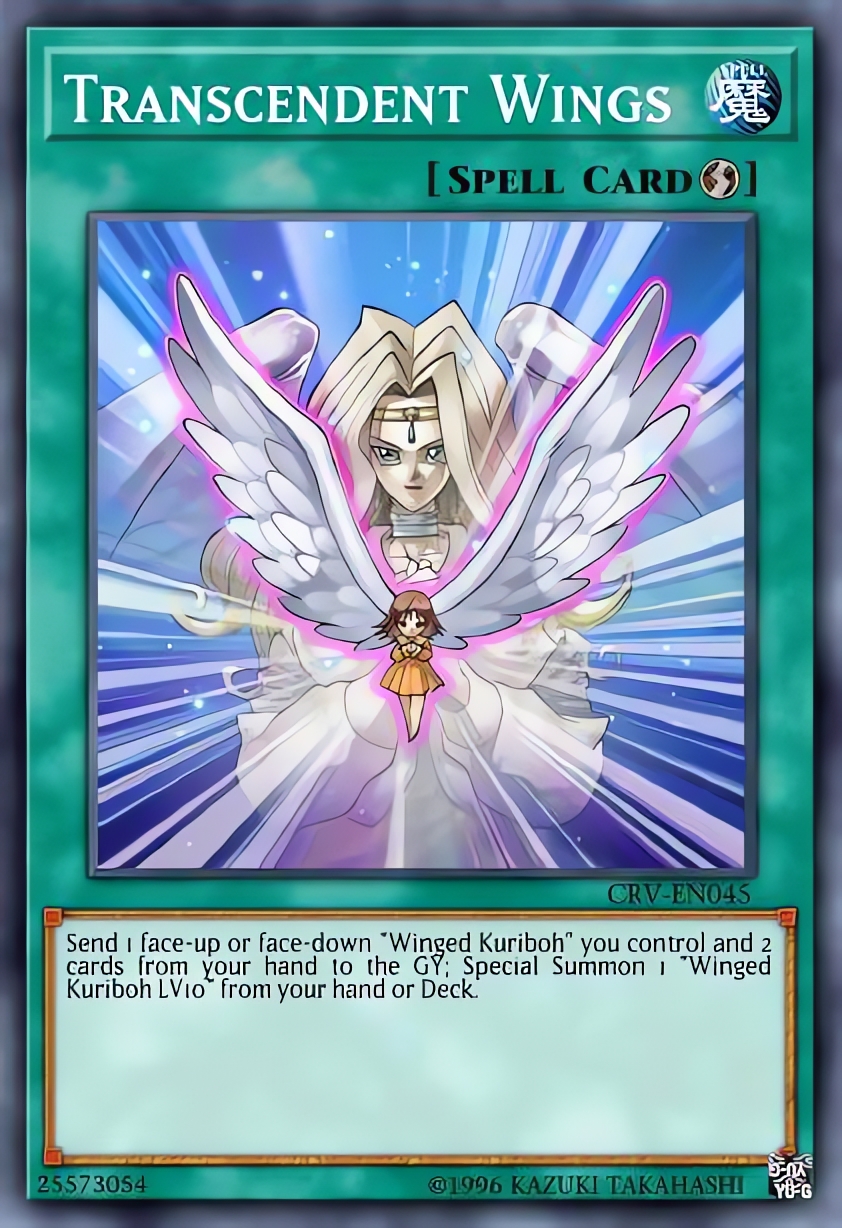 TRANSCENDENT WINGS
魔
[SPELL CARD]
CRV-EN045
Send 1 face-up or face-down "Winged Kuriboh" you control and 2
cards from your hand to the GY; Special Summon 1 "Winged
Kuriboh LV10" from your hand or Deck.
25573054
©1996 KAZUKI TAKAHASHI